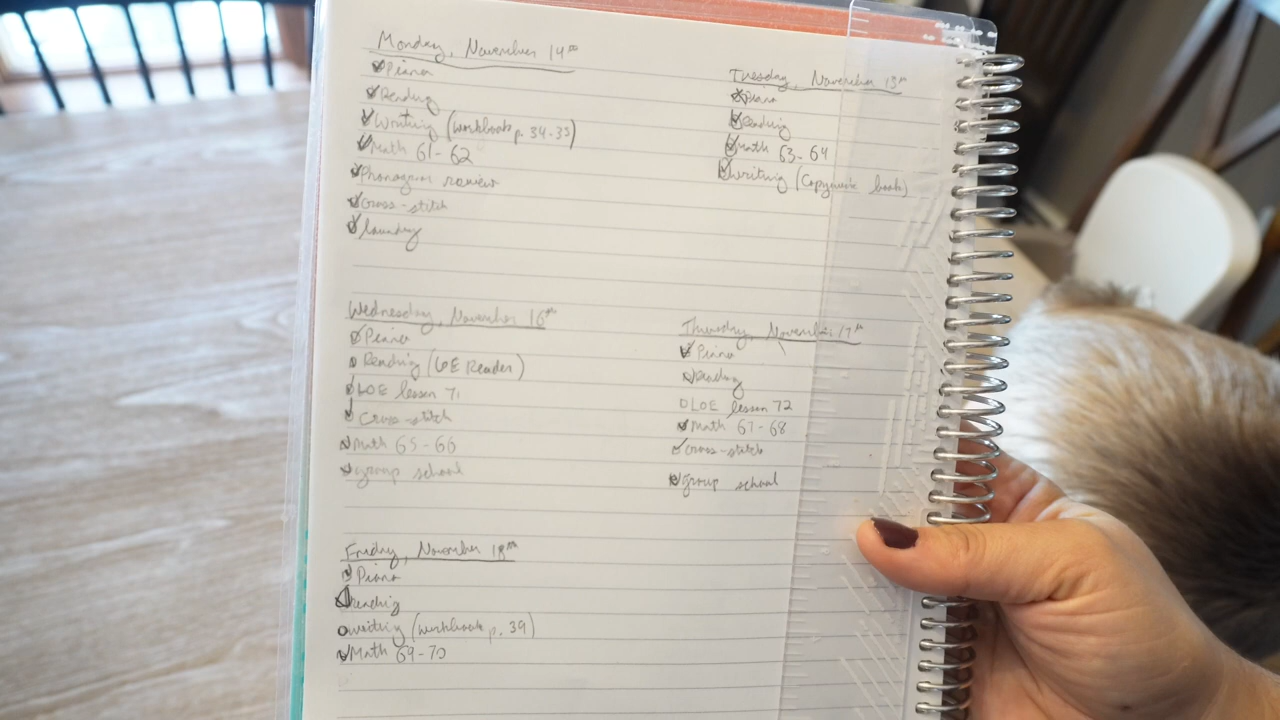 Monday, November 14th
Piano
Reading
Writing (workbook p. 34-35)
Math 61-62
Phonogram review
Cross-stitch
laundry
Tuesday, November 15th
Piano
Reading
Math 63-64
Writing (Copywork book)
Wednesday, November 16th
Piano
Reading (LOE Reader)
LOE lesson 71
Cross-stitch
Math 65-66
group school
Thursday, November 17th
Piano
Reading
LOE lesson 72
Math 67-68
Cross-stitch
group school
Friday, November 18th
Piano
Reading
writing (workbook p. 39)
Math 69-70